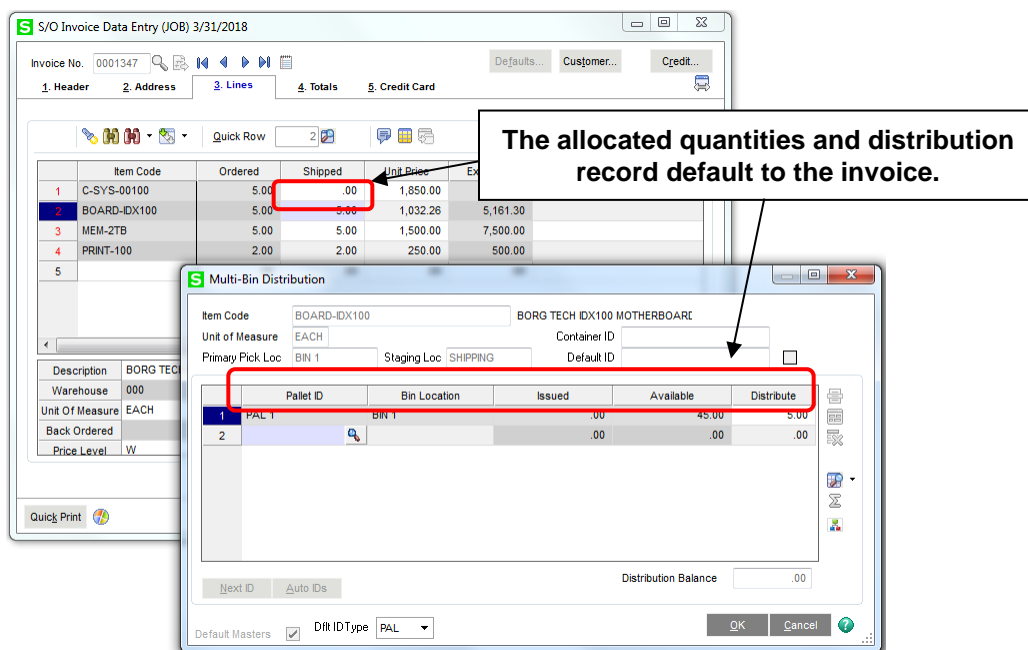 S/O Invoice Data Entry (JOB) 3/31/2018
Invoice No. 0001347 Defaults... Customer... Credit...
1. Header 2. Address 3. Lines 4. Totals 5. Credit Card
Quick Row 2
The allocated quantities and distribution
record default to the invoice.
Item Code Ordered Shipped Unit Price Ex
1 C-SYS-00100 5.00 .00 1,850.00
2 BOARD-IDX100 5.00 5.00 1,032.26 5,161.30
3 MEM-2TB 5.00 5.00 1,500.00 7,500.00
4 PRINT-100 2.00 2.00 250.00 500.00
5 .00 .00 .00 .00
Description BORG TECH
Warehouse 000
Unit Of Measure EACH
Back Ordered
Price Level W
Quick Print
Multi-Bin Distribution
Item Code BOARD-IDX100 BORG TECH IDX100 MOTHERBOARD
Unit of Measure EACH Container ID
Primary Pick Loc BIN 1 Staging Loc SHIPPING Default ID
Pallet ID Bin Location Issued Available Distribute
1 PAL 1 BIN 1 .00 45.00 5.00
2 .00 .00 .00
Distribution Balance .00
Next ID Auto IDs
Default Masters Dflt ID Type PAL OK Cancel